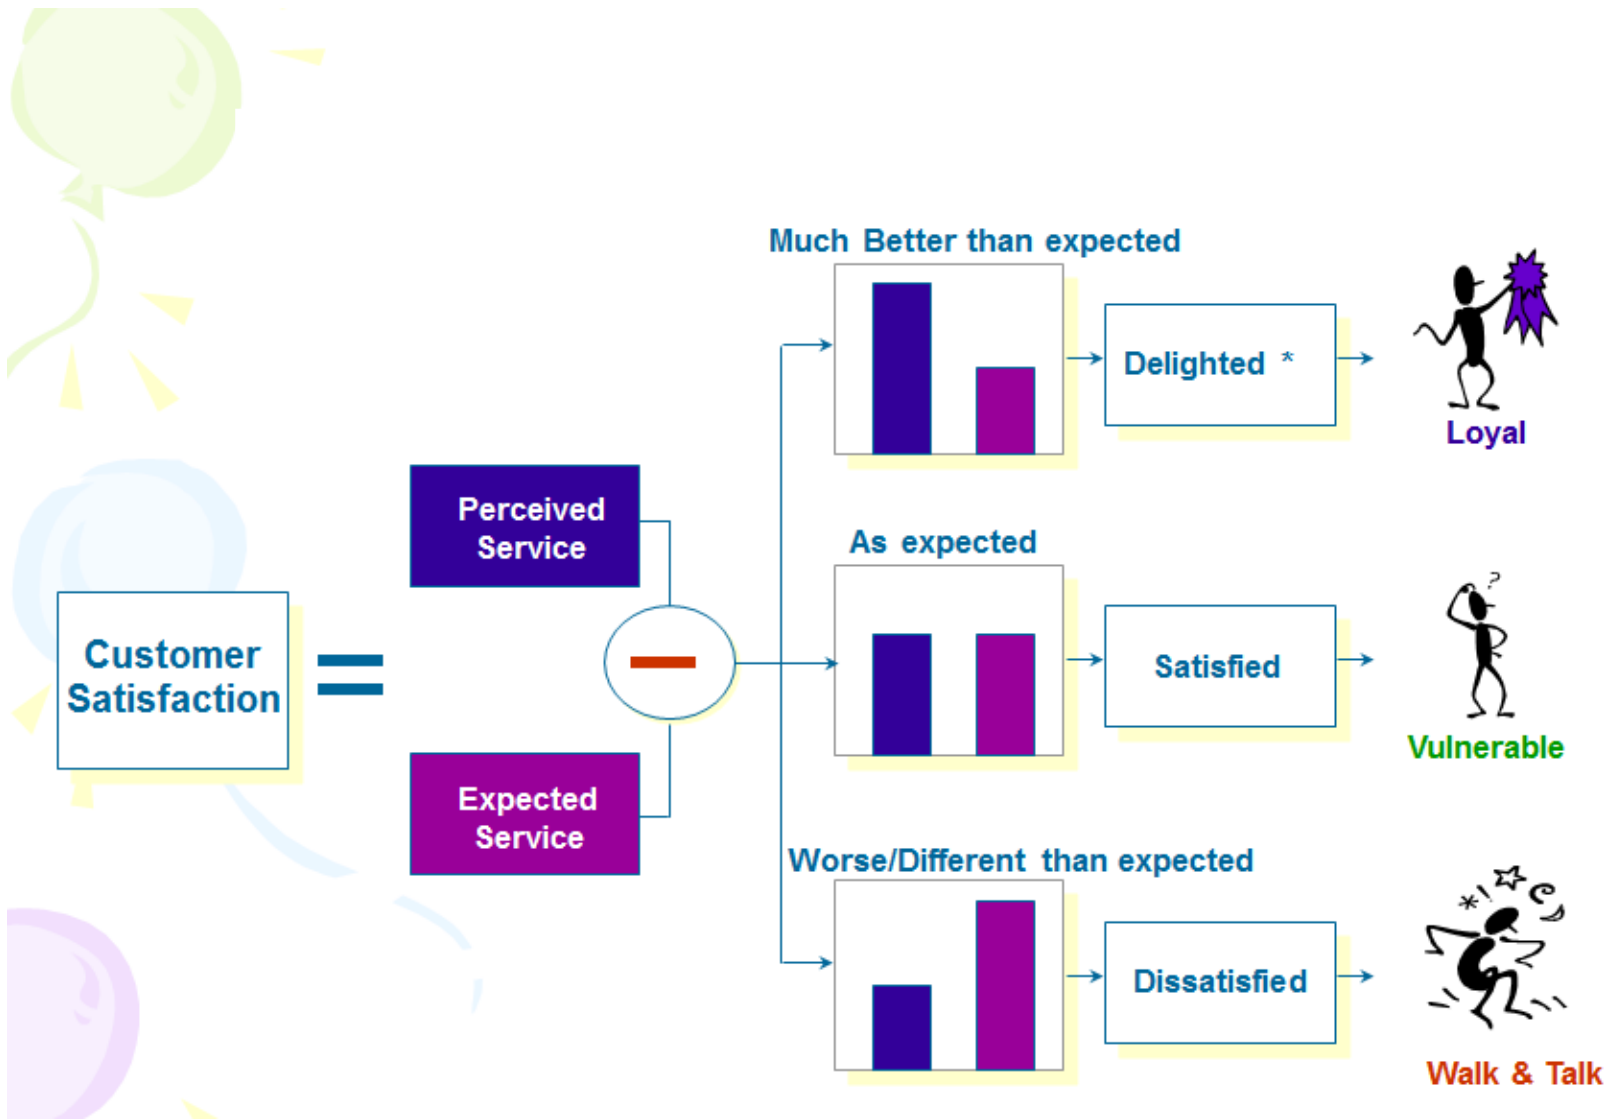 Customer
Satisfaction
=
Perceived
Service
Expected
Service
Much Better than expected
Delighted *
Loyal
As expected
Satisfied
?
Vulnerable
Worse/Different than expected
Dissatisfied
*!
Walk & Talk